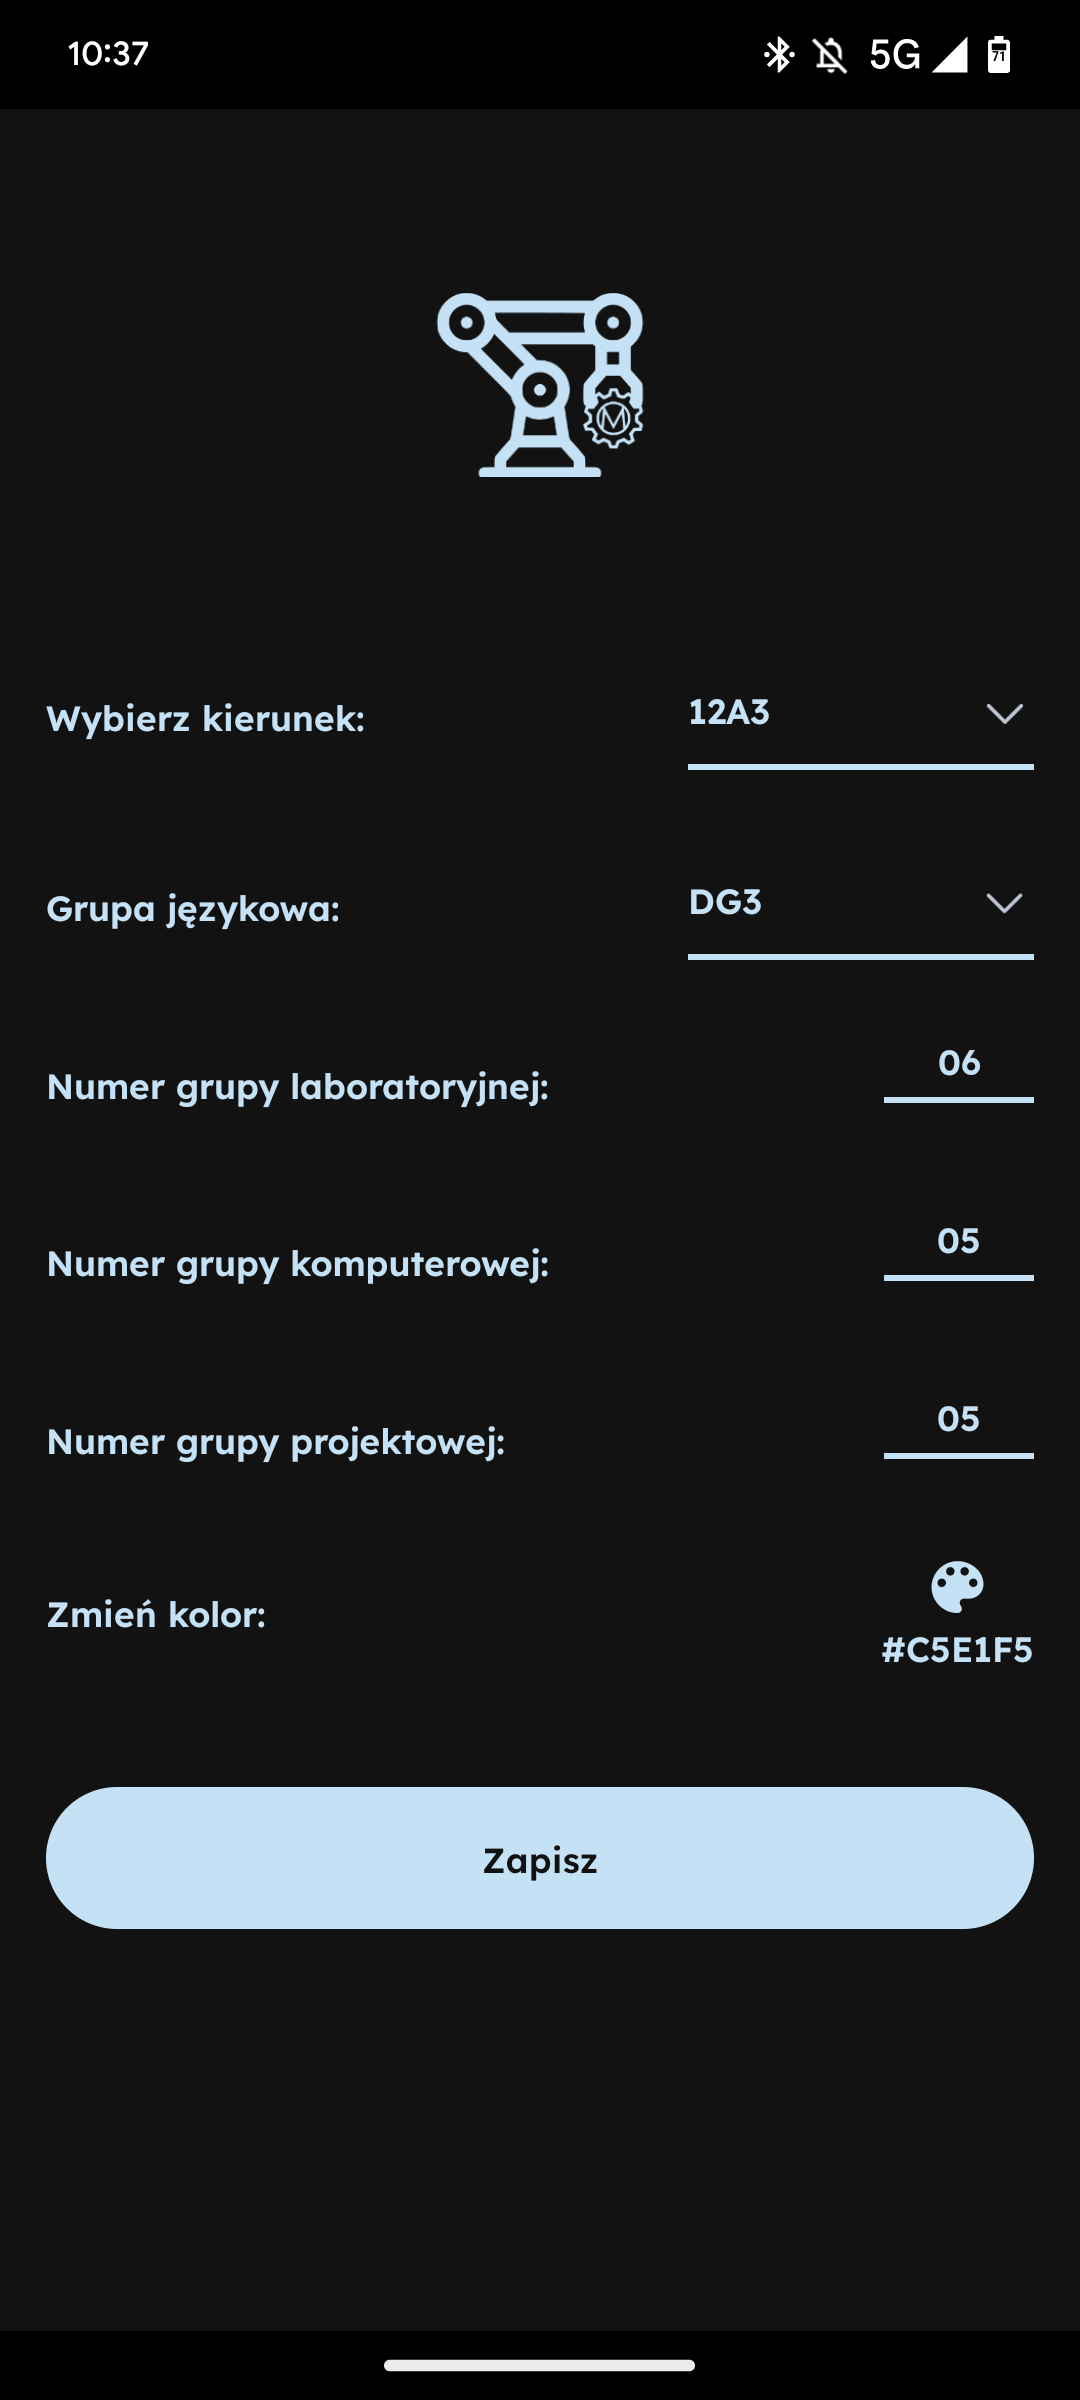 10:37
5G
71
M
Wybierz kierunek:
12A3
Grupa językowa:
DG3
Numer grupy laboratoryjnej:
06
Numer grupy komputerowej:
05
Numer grupy projektowej:
05
Zmień kolor:
#C5E1F5
Zapisz